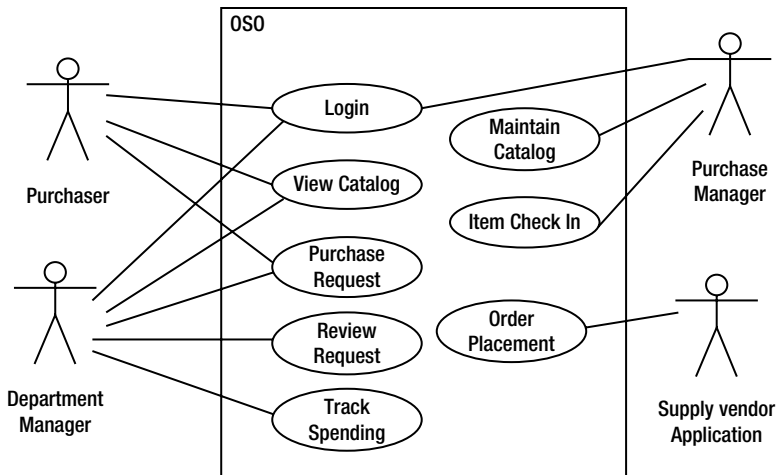 OSO
Login
Maintain
Catalog
Purchaser
View Catalog
Purchase
Manager
Item Check In
Purchase
Request
Order
Placement
Review
Request
Department
Manager
Track
Spending
Supply vendor
Application